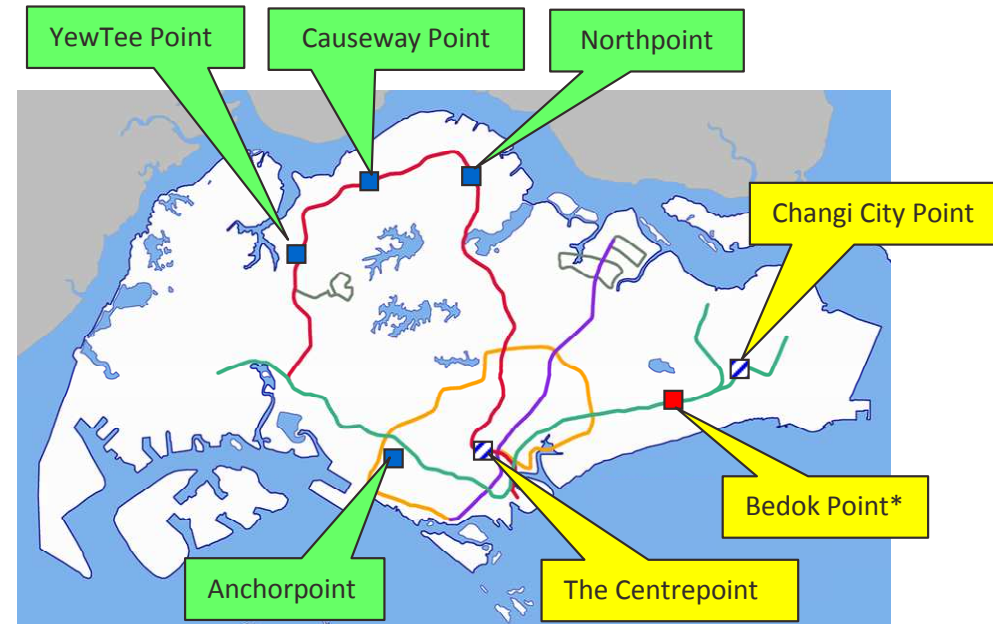 YewTee Point
Causeway Point
Northpoint
Changi City Point
Bedok Point*
Anchorpoint
The Centrepoint